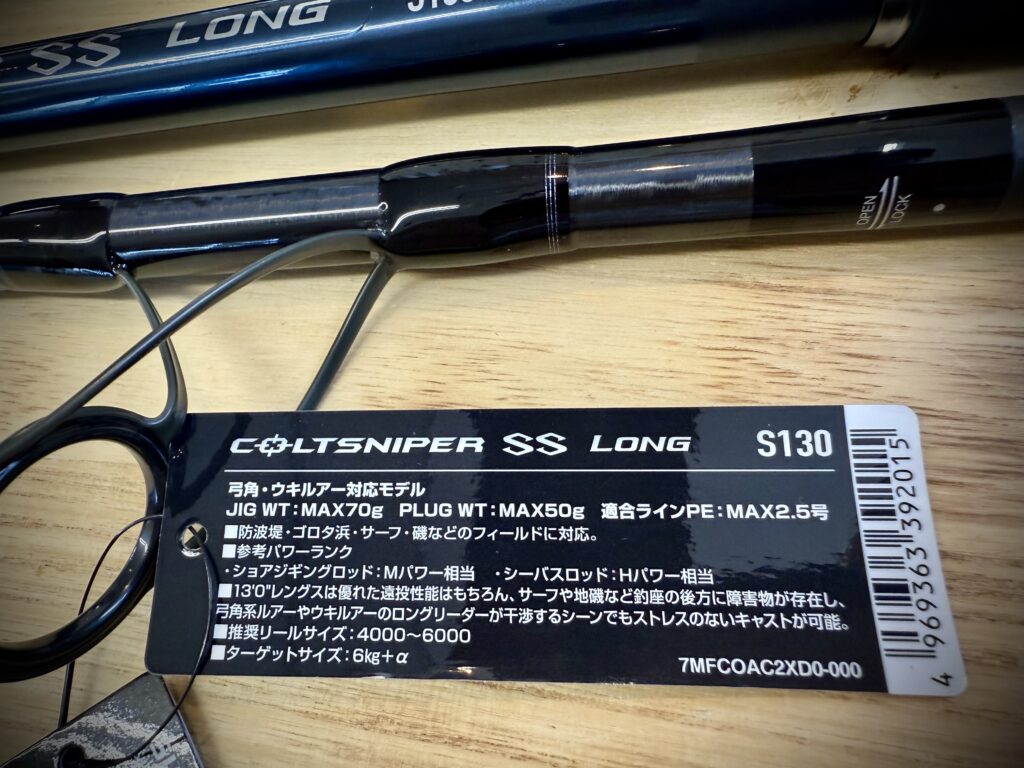 SS LONG
OPEN
LOCK
COLTSNIPER SS LONG S130
弓角・ウキルアー対応モデル
JIG WT:MAX70g PLUG WT:MAX50g 適合ラインPE:MAX2.5号
■防波堤・ゴロタ浜・サーフ・磯などのフィールドに対応。
■参考パワーランク
・ショアジギングロッド:Mパワー相当 ・シーバスロッド:Hパワー相当
■13'0"レングスは優れた遠投性能はもちろん、サーフや地磯など釣座の後方に障害物が存在し、
弓角系ルアーやウキルアーのロングリーダーが干渉するシーンでもストレスのないキャストが可能。
■推奨リールサイズ:4000～6000
■ターゲットサイズ:6kg+α
7MFCOAC2XD0-000
4 969363 392015